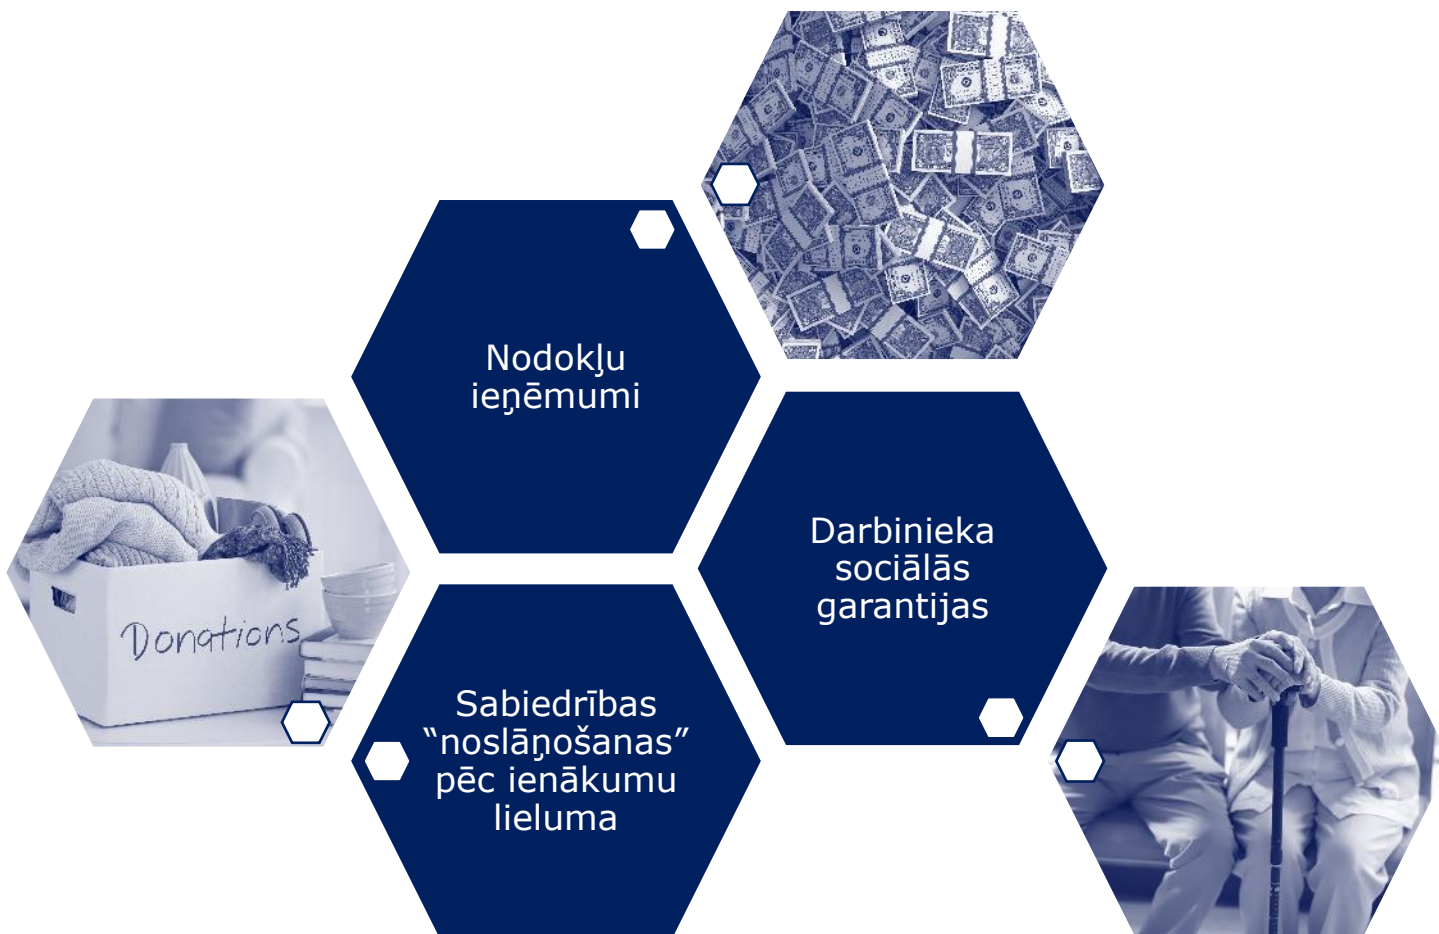 Nodokļu
ieņēmumi
Darbinieka
sociālās
garantijas
Donations
Sabiedrības
“noslāņošanas”
pēc ienākumu
lieluma